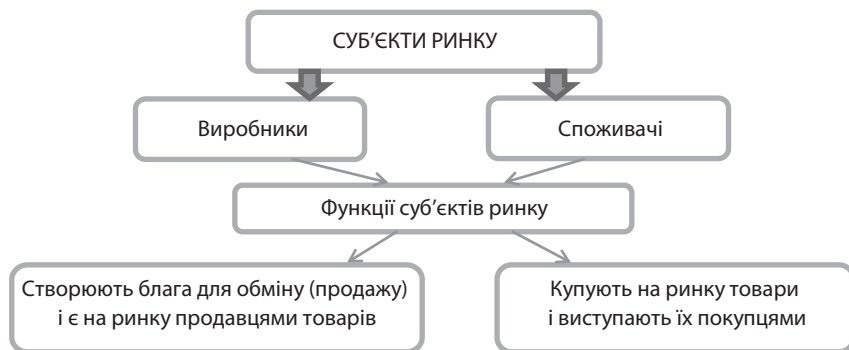 СУБ’ЄКТИ РИНКУ
Виробники
Споживачі
Функції суб’єктів ринку
Створюють блага для обміну (продажу)
і є на ринку продавцями товарів
Купують на ринку товари
і виступають їх покупцями